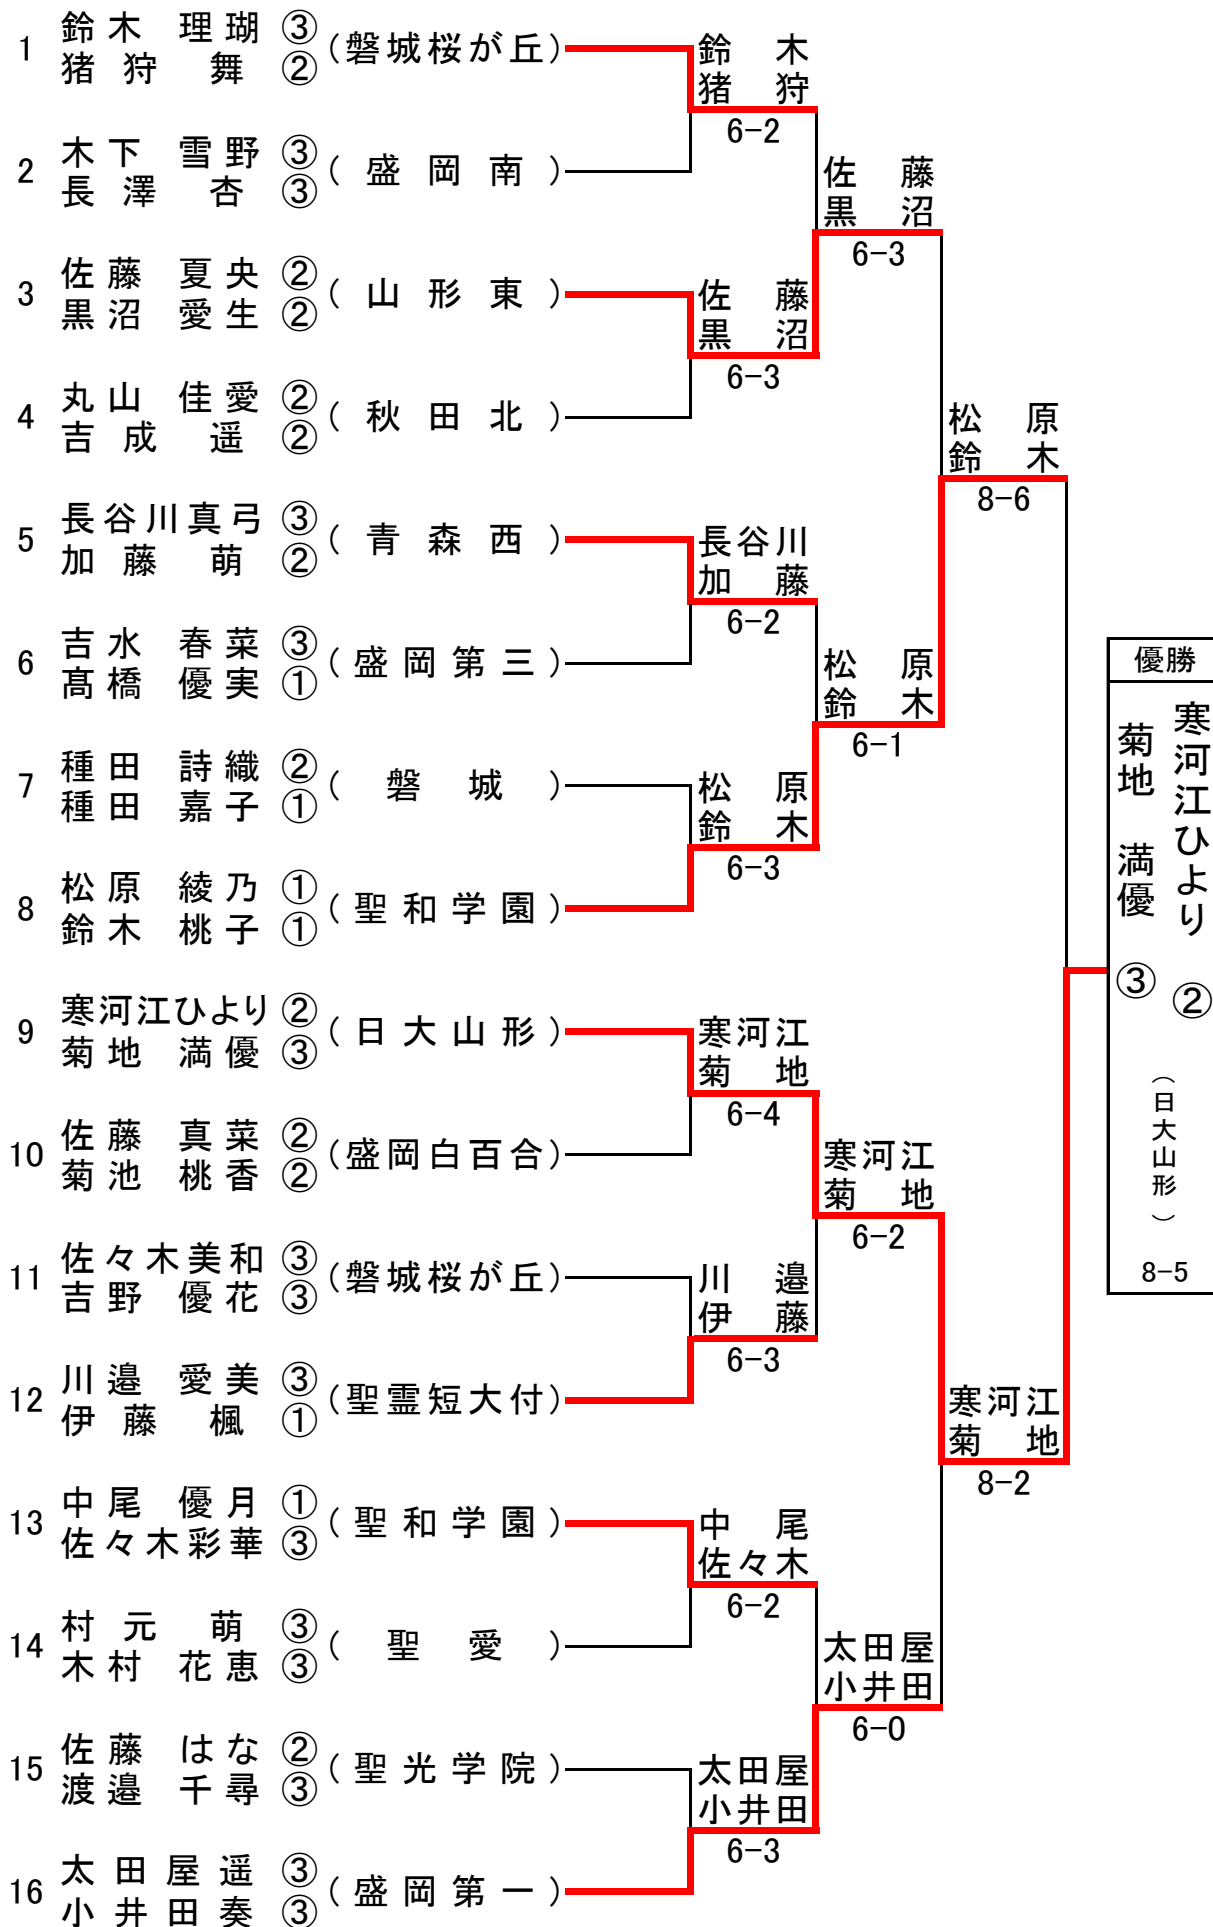 1 鈴木 理瑚 ③ (磐城桜が丘)
猪狩 舞 ②
2 木下 雪野 ③ (盛岡南)
長澤 杏 ③
3 佐藤 夏央 ② (山形東)
黒沼 愛生 ②
4 丸山 佳愛 ② (秋田北)
吉成 遥 ②
5 長谷川真弓 ③ (青森西)
加藤 萌 ②
6 吉水 春菜 ③ (盛岡第三)
髙橋 優実 ①
7 種田 詩織 ② (磐城)
種田 嘉子 ①
8 松原 綾乃 ① (聖和学園)
鈴木 桃子 ①
9 寒河江ひより ② (日大山形)
菊地 満優 ③
10 佐藤 真菜 ② (盛岡白百合)
菊池 桃香 ②
11 佐々木美和 ③ (磐城桜が丘)
吉野 優花 ③
12 川邉 愛美 ③ (聖霊短大付)
伊藤 楓 ①
13 中尾 優月 ① (聖和学園)
佐々木彩華 ③
14 村元 萌 ③ (聖愛)
木村 花恵 ③
15 佐藤 はな ② (聖光学院)
渡邉 千尋 ③
16 太田屋遥 ③ (盛岡第一)
小井田奏 ③
鈴木
猪狩
6-2
佐藤
黒沼
6-3
長谷川
加藤
6-2
松原
鈴木
6-3
寒河江
菊地
6-4
川邉
伊藤
6-3
中尾
佐々木
6-2
太田屋
小井田
6-3
佐藤
黒沼
6-3
松原
鈴木
6-1
寒河江
菊地
6-2
太田屋
小井田
6-0
松原
鈴木
8-6
寒河江
菊地
8-2
優勝
寒河江ひより ②
菊地 満優 ③
(日大山形)
8-5